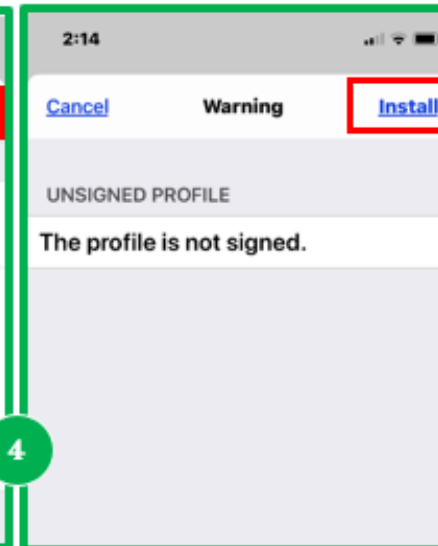 2:14
Cancel Warning Install
UNSIGNED PROFILE
The profile is not signed.
4